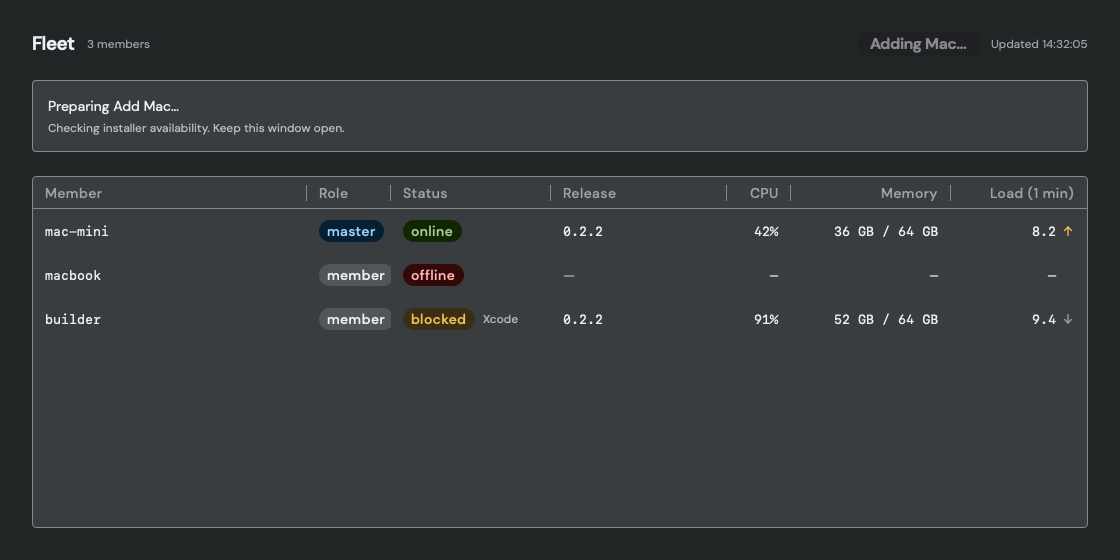 Fleet 3 members Adding Mac... Updated 14:32:05
Preparing Add Mac...
Checking installer availability. Keep this window open.
Member Role Status Release CPU Memory Load (1 min)
mac-mini master online 0.2.2 42% 36 GB / 64 GB 8.2 ↑
macbook member offline — — — —
builder member blocked Xcode 0.2.2 91% 52 GB / 64 GB 9.4 ↓